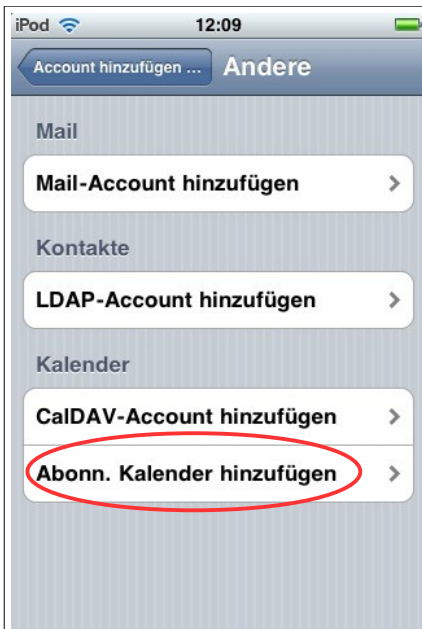 iPod 12:09
Account hinzufügen ... Andere
Mail
Mail-Account hinzufügen
Kontakte
LDAP-Account hinzufügen
Kalender
CalDAV-Account hinzufügen
Abonn. Kalender hinzufügen